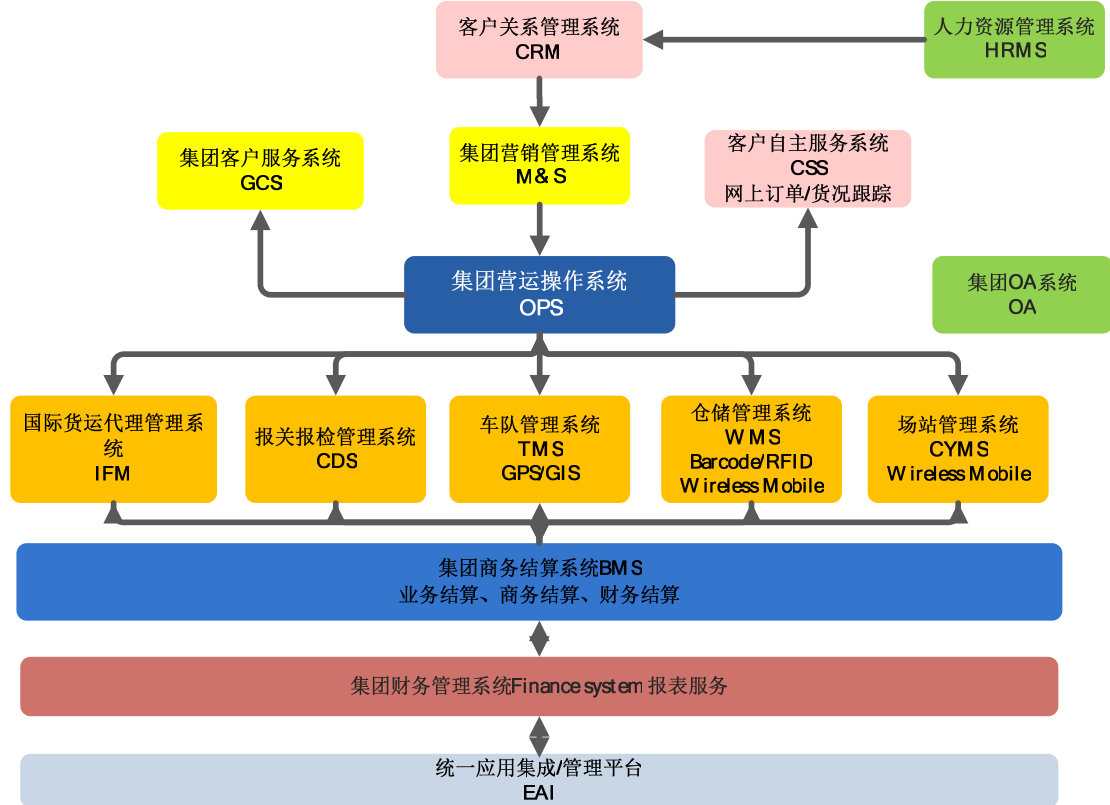 客户关系管理系统
CRM
人力资源管理系统
HRMS
集团客户服务系统
GCS
集团营销管理系统
M&S
客户自主服务系统
CSS
网上订单/货况跟踪
集团营运操作系统
OPS
集团OA系统
OA
国际货运代理管理系
统
IFM
报关报检管理系统
CDS
车队管理系统
TMS
GPS/GIS
仓储管理系统
WMS
Barcode/RFID
Wireless Mobile
场站管理系统
CYMS
Wireless Mobile
集团商务结算系统BMS
业务结算、商务结算、财务结算
集团财务管理系统Finance system 报表服务
统一应用集成/管理平台
EAI